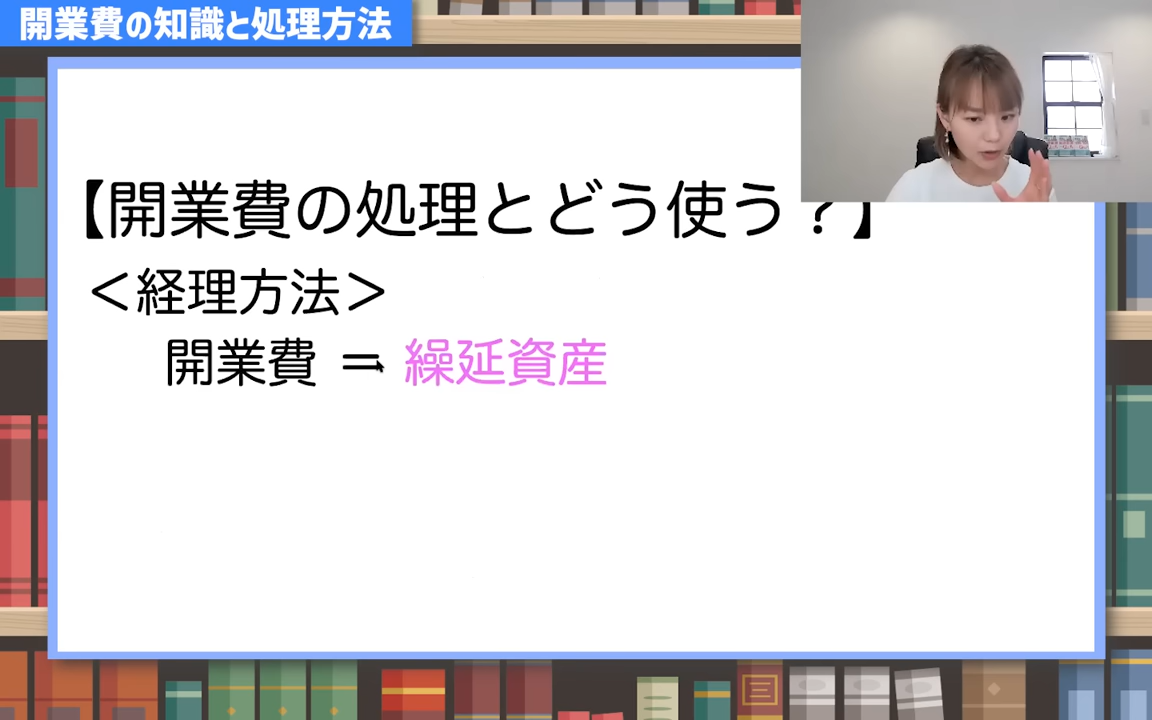 開業費の知識と処理方法
【開業費の処理とどう使う？】
＜経理方法＞
開業費 ＝ 繰延資産